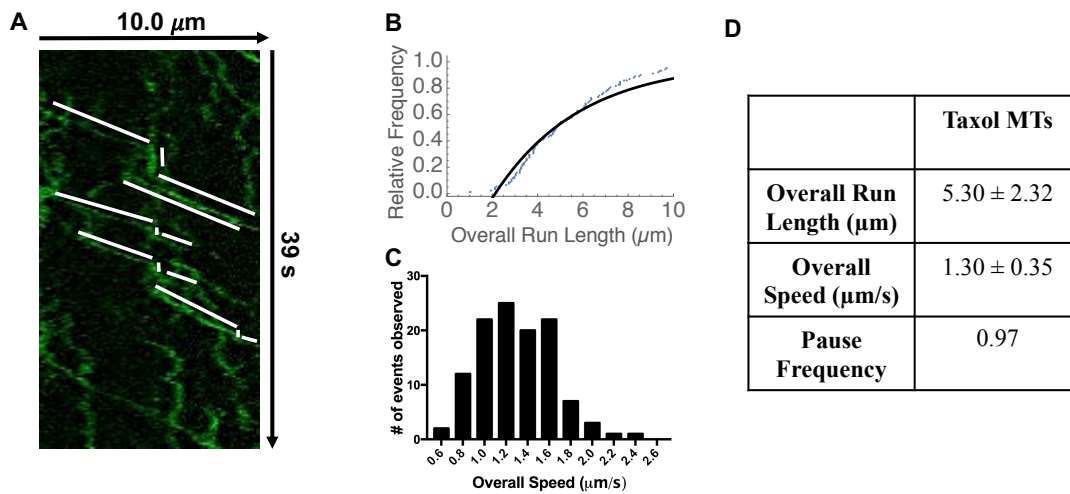 A
10.0 μm
39 s
B
Relative Frequency
1.0
0.8
0.6
0.4
0.2
0.0
0 2 4 6 8 10
Overall Run Length (μm)
C
# of events observed
30
20
10
0
0.6 0.8 1.0 1.2 1.4 1.6 1.8 2.0 2.2 2.4 2.6
Overall Speed (μm/s)
D
Taxol MTs
Overall Run
Length (μm)
5.30 ± 2.32
Overall
Speed (μm/s)
1.30 ± 0.35
Pause
Frequency
0.97